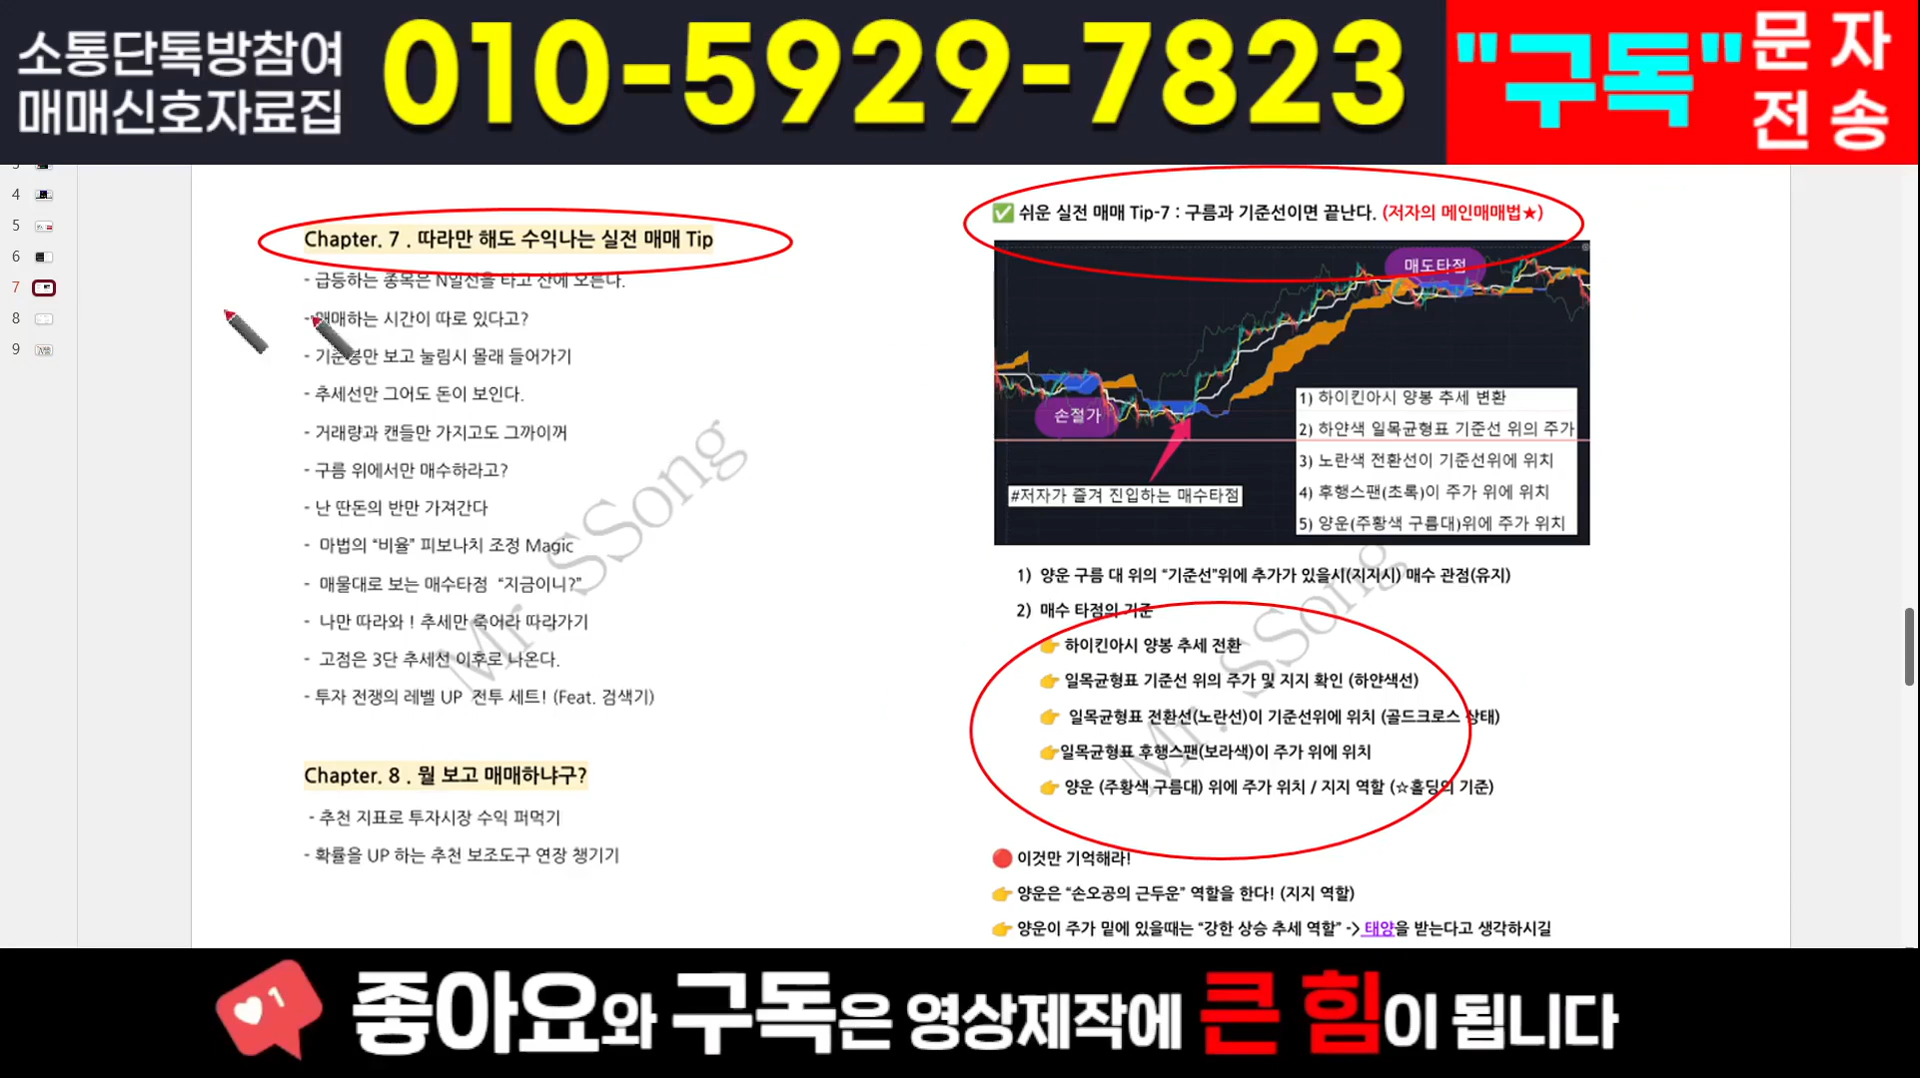 소통단톡방참여
매매신호자료집
010-5929-7823
"구독"
문자
전송
4
5
6
7
8
9
Chapter. 7 . 따라만 해도 수익나는 실전 매매 Tip
- 급등하는 종목은 N일선을 타고 산에 오른다.
- 매매하는 시간이 따로 있다고?
- 기준봉만 보고 눌림시 몰래 들어가기
- 추세선만 그어도 돈이 보인다.
- 거래량과 캔들만 가지고도 그까이꺼
- 구름 위에서만 매수하라고?
- 난 딴돈의 반만 가져간다
- 마법의 “비율” 피보나치 조정 Magic
- 매물대로 보는 매수타점 “지금이니?”
- 나만 따라와 ! 추세만 죽어라 따라가기
- 고점은 3단 추세선 이후로 나온다.
- 투자 전쟁의 레벨 UP 전투 세트! (Feat. 검색기)
Chapter. 8 . 뭘 보고 매매하냐구?
- 추천 지표로 투자시장 수익 퍼먹기
- 확률을 UP 하는 추천 보조도구 연장 챙기기
Mr. SSong
✅ 쉬운 실전 매매 Tip-7 : 구름과 기준선이면 끝난다. (저자의 메인매매법★)
매도타점
손절가
#저자가 즐겨 진입하는 매수타점
1) 하이킨아시 양봉 추세 변환
2) 하얀색 일목균형표 기준선 위의 주가
3) 노란색 전환선이 기준선위에 위치
4) 후행스팬(초록)이 주가 위에 위치
5) 양운(주황색 구름대)위에 주가 위치
1) 양운 구름 대 위의 “기준선”위에 추가가 있을시(지지시) 매수 관점(유지)
2) 매수 타점의 기준
👉 하이킨아시 양봉 추세 전환
👉 일목균형표 기준선 위의 주가 및 지지 확인 (하얀색선)
👉 일목균형표 전환선(노란선)이 기준선위에 위치 (골드크로스 상태)
👉일목균형표 후행스팬(보라색)이 주가 위에 위치
👉 양운 (주황색 구름대) 위에 주가 위치 / 지지 역할 (☆홀딩의 기준)
Mr. SSong
🔴 이것만 기억해라!
👉 양운은 “손오공의 근두운” 역할을 한다! (지지 역할)
👉 양운이 주가 밑에 있을때는 “강한 상승 추세 역할” -> 태양을 받는다고 생각하시길
1
좋아요와 구독은 영상제작에 큰 힘이 됩니다